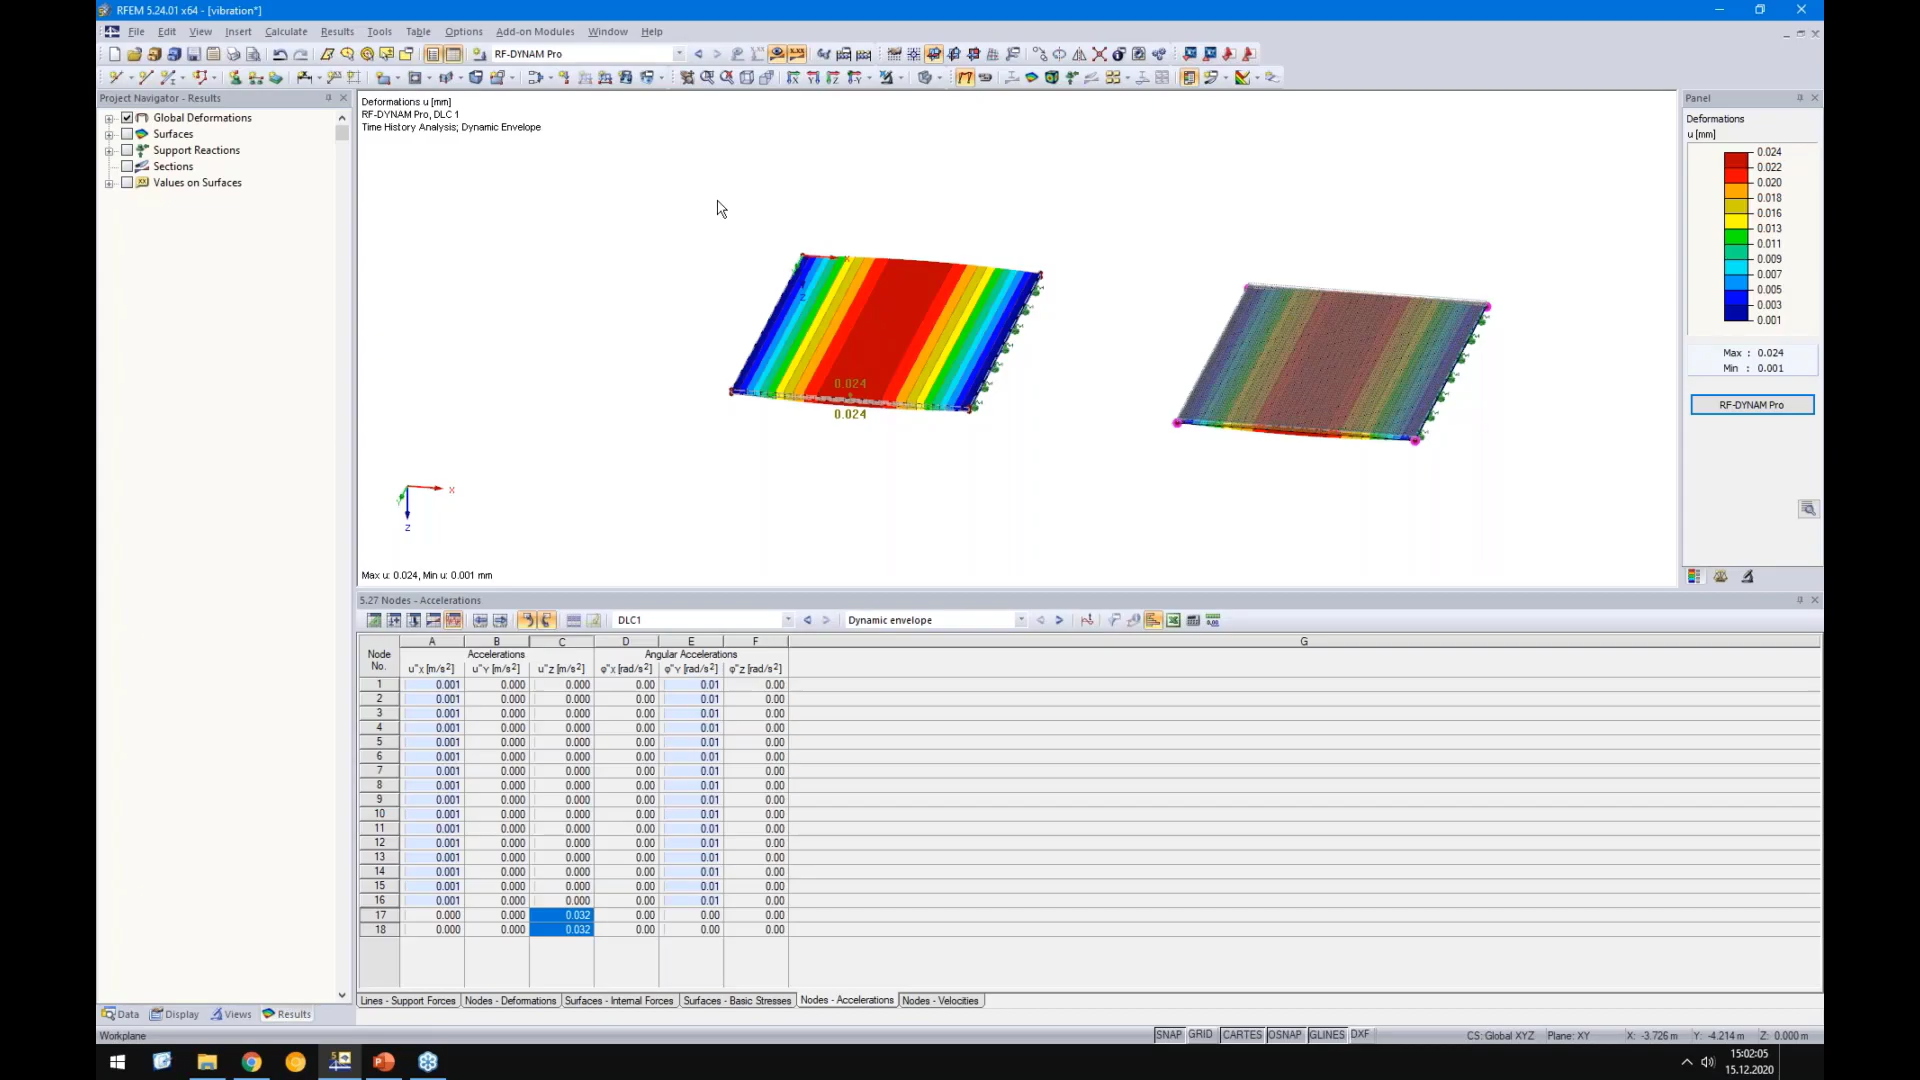 RFEM 5.24.01 x64 - [vibration*]
File Edit View Insert Calculate Results Tools Table Options Add-on Modules Window Help
RF-DYNAM Pro
Project Navigator - Results
Global Deformations
Surfaces
Support Reactions
Sections
Values on Surfaces
Data Display Views Results
Deformations u [mm]
RF-DYNAM Pro, DLC 1
Time History Analysis; Dynamic Envelope
0.024
0.024
X
Z
X
Z
Max u: 0.024, Min u: 0.001 mm
Panel
Deformations
u [mm]
0.024
0.022
0.020
0.018
0.016
0.013
0.011
0.009
0.007
0.005
0.003
0.001
Max : 0.024
Min : 0.001
RF-DYNAM Pro
5.27 Nodes - Accelerations
DLC1 Dynamic envelope
A B C D E F G
Node Accelerations Angular Accelerations
No. u"X [m/s2] u"Y [m/s2] u"Z [m/s2] φ"X [rad/s2] φ"Y [rad/s2] φ"Z [rad/s2]
1 0.001 0.000 0.000 0.00 0.01 0.00
2 0.001 0.000 0.000 0.00 0.01 0.00
3 0.001 0.000 0.000 0.00 0.01 0.00
4 0.001 0.000 0.000 0.00 0.01 0.00
5 0.001 0.000 0.000 0.00 0.01 0.00
6 0.001 0.000 0.000 0.00 0.01 0.00
7 0.001 0.000 0.000 0.00 0.01 0.00
8 0.001 0.000 0.000 0.00 0.01 0.00
9 0.001 0.000 0.000 0.00 0.01 0.00
10 0.001 0.000 0.000 0.00 0.01 0.00
11 0.001 0.000 0.000 0.00 0.01 0.00
12 0.001 0.000 0.000 0.00 0.01 0.00
13 0.001 0.000 0.000 0.00 0.01 0.00
14 0.001 0.000 0.000 0.00 0.01 0.00
15 0.001 0.000 0.000 0.00 0.01 0.00
16 0.001 0.000 0.000 0.00 0.01 0.00
17 0.000 0.000 0.032 0.00 0.00 0.00
18 0.000 0.000 0.032 0.00 0.00 0.00
Lines - Support Forces Nodes - Deformations Surfaces - Internal Forces Surfaces - Basic Stresses Nodes - Accelerations Nodes - Velocities
Workplane SNAP GRID CARTES OSNAP GLINES DXF CS: Global XYZ Plane: XY X: -3.726 m Y: -4.214 m Z: 0.000 m
15:02:05
15.12.2020